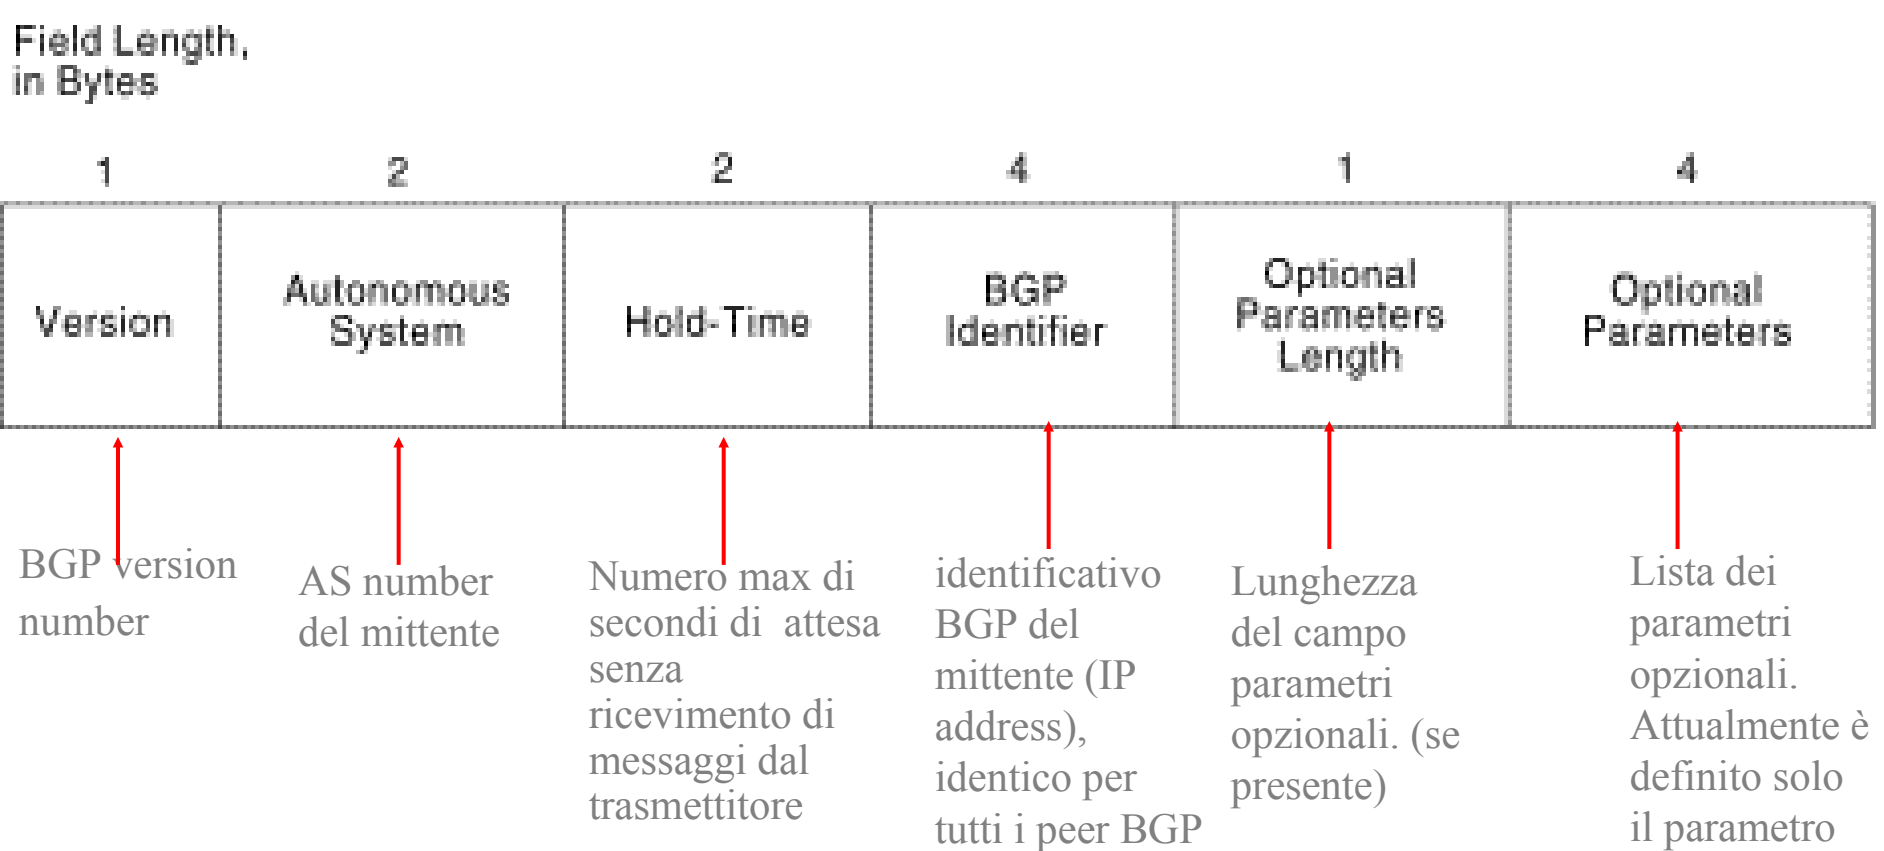 Field Length,
in Bytes
1 2 2 4 1 4
Version
Autonomous
System
Hold-Time
BGP
Identifier
Optional
Parameters
Length
Optional
Parameters
BGP version
number
AS number
del mittente
Numero max di
secondi di attesa
senza
ricevimento di
messaggi dal
trasmettitore
identificativo
BGP del
mittente (IP
address),
identico per
tutti i peer BGP
Lunghezza
del campo
parametri
opzionali. (se
presente)
Lista dei
parametri
opzionali.
Attualmente è
definito solo
il parametro